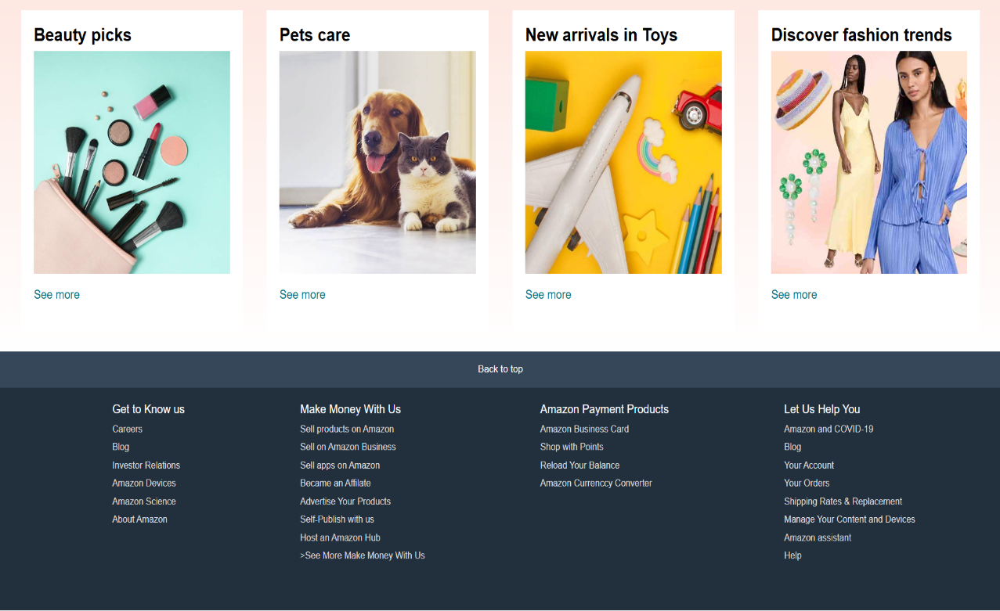 Beauty picks
Pets care
New arrivals in Toys
Discover fashion trends
See more
See more
See more
See more
Back to top
Get to Know us
Careers
Blog
Investor Relations
Amazon Devices
Amazon Science
About Amazon
Make Money With Us
Sell products on Amazon
Sell on Amazon Business
Sell apps on Amazon
Became an Affilate
Advertise Your Products
Self-Publish with us
Host an Amazon Hub
>See More Make Money With Us
Amazon Payment Products
Amazon Business Card
Shop with Points
Reload Your Balance
Amazon Currenccy Converter
Let Us Help You
Amazon and COVID-19
Blog
Your Account
Your Orders
Shipping Rates & Replacement
Manage Your Content and Devices
Amazon assistant
Help